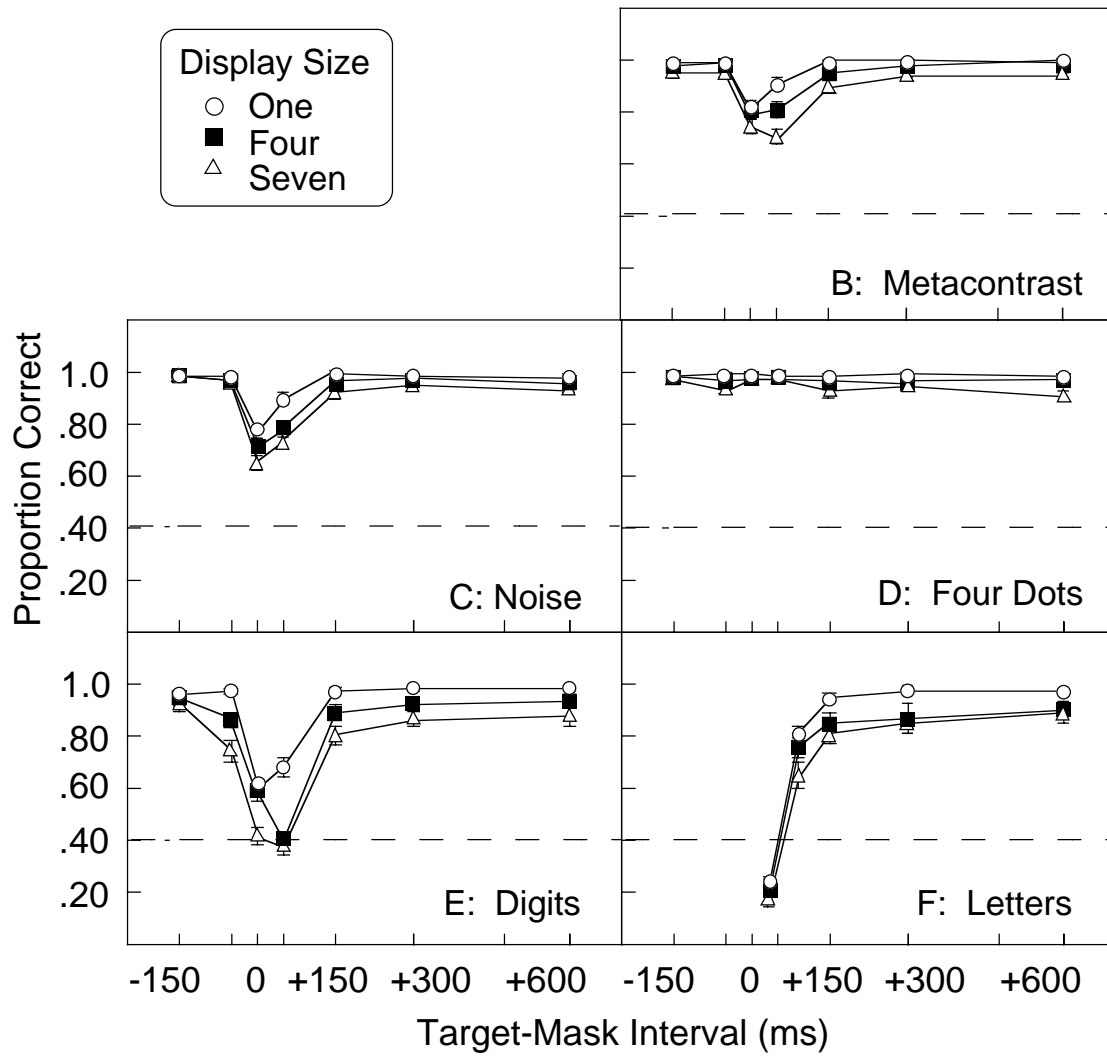 Display Size
One
Four
Seven
B: Metacontrast
Proportion Correct
1.0
.80
.60
.40
.20
C: Noise
D: Four Dots
1.0
.80
.60
.40
.20
E: Digits
F: Letters
-150 0 +150 +300 +600 -150 0 +150 +300 +600
Target-Mask Interval (ms)